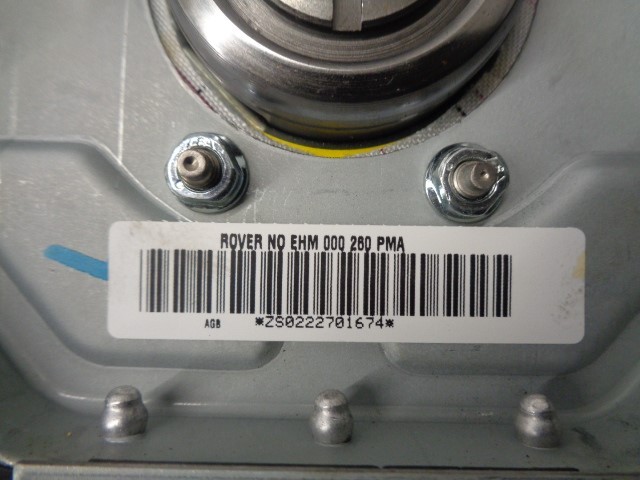 ROVER NO EHM 000 260 PMA
AGB *ZS0222701674*